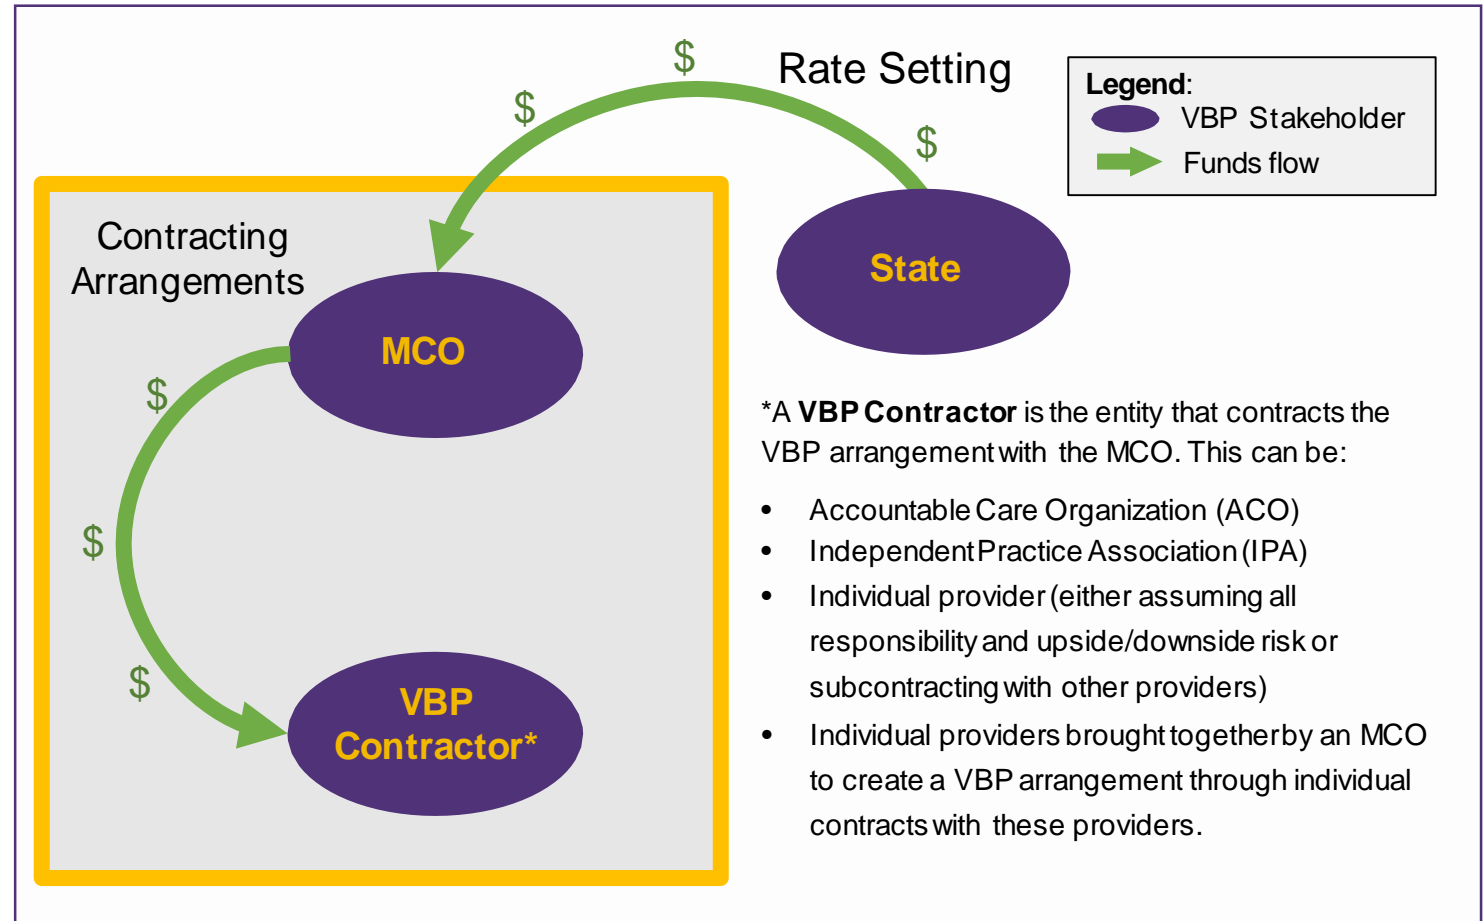 $
$
$
Rate Setting
Legend:
VBP Stakeholder
Funds flow
Contracting
Arrangements
State
MCO
$
$
$
VBP
Contractor*
*A VBP Contractor is the entity that contracts the
VBP arrangement with the MCO. This can be:
• Accountable Care Organization (ACO)
• Independent Practice Association (IPA)
• Individual provider (either assuming all
responsibility and upside/downside risk or
subcontracting with other providers)
• Individual providers brought together by an MCO
to create a VBP arrangement through individual
contracts with these providers.